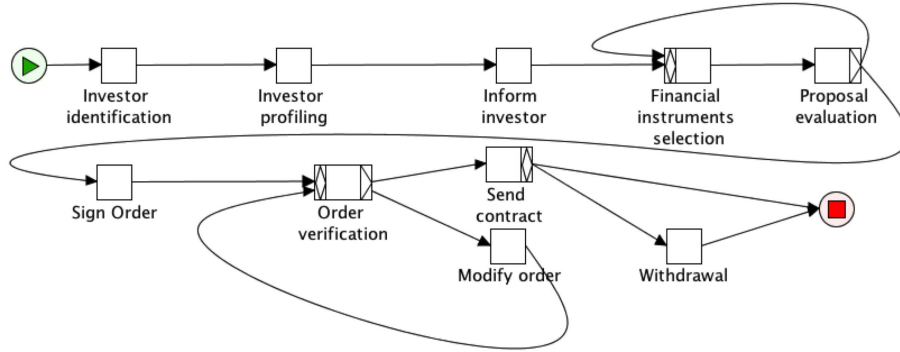 Investor
identification
Investor
profiling
Inform
investor
Financial
instruments
selection
Proposal
evaluation
Sign Order
Order
verification
Send
contract
Modify order
Withdrawal